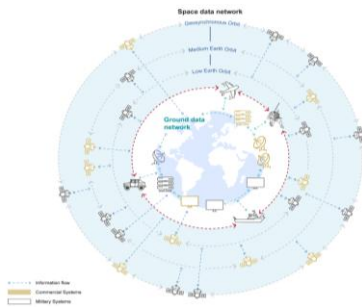 Space data network
Geosynchronous Orbit
Medium Earth Orbit
Low Earth Orbit
Ground data
network
Information flow
Commercial Systems
Military Systems